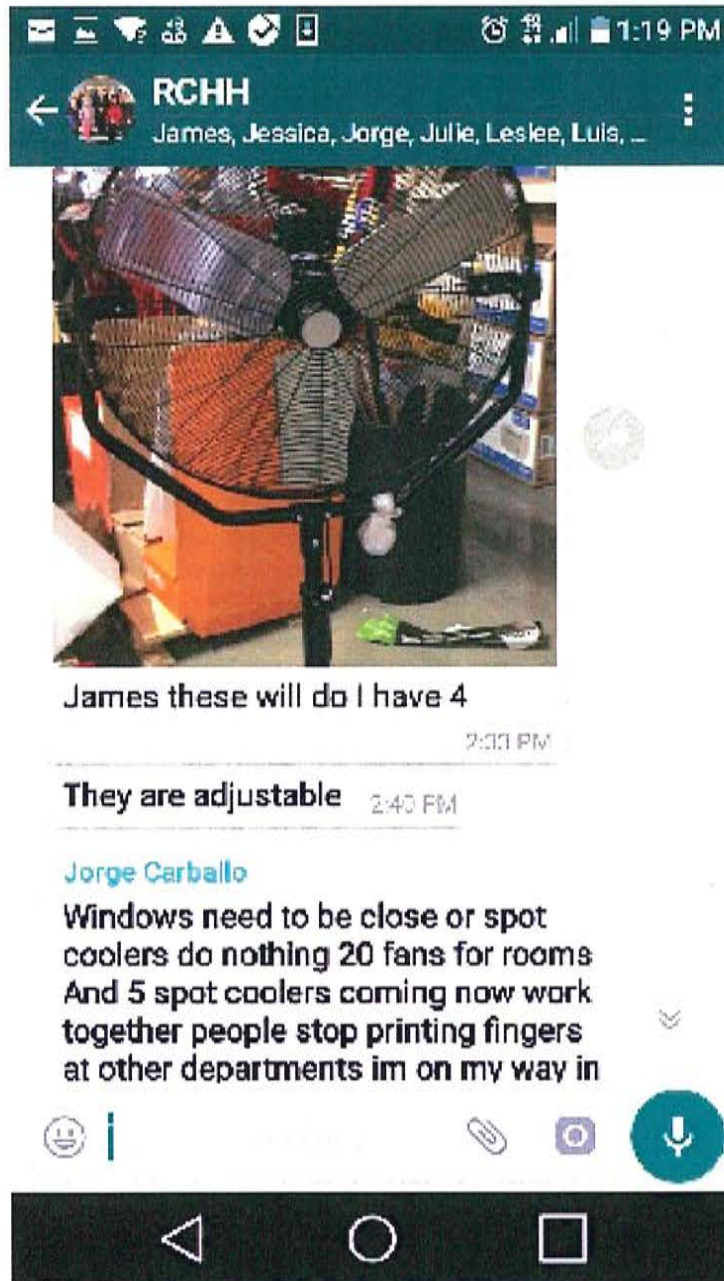 1:19 PM
RCHH
James, Jessica, Jorge, Julie, Leslee, Luis, ...
James these will do I have 4
2:33 PM
They are adjustable 2:40 PM
Jorge Carballo
Windows need to be close or spot
coolers do nothing 20 fans for rooms
And 5 spot coolers coming now work
together people stop printing fingers
at other departments im on my way in